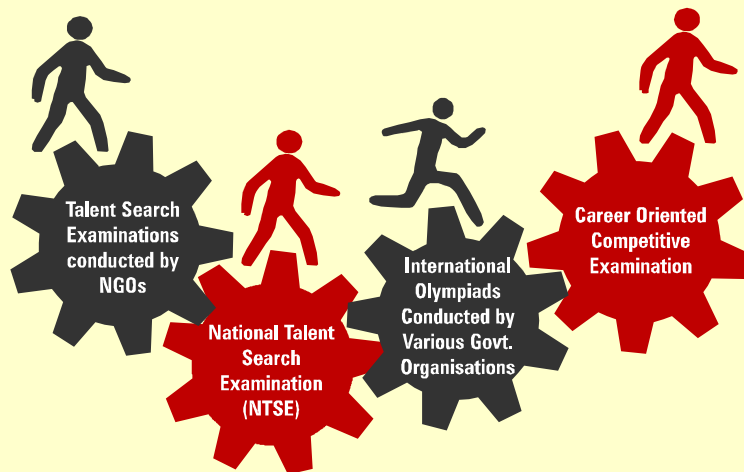 Talent Search
Examinations
conducted by
NGOs
National Talent
Search
Examination
(NTSE)
International
Olympiads
Conducted by
Various Govt.
Organisations
Career Oriented
Competitive
Examination